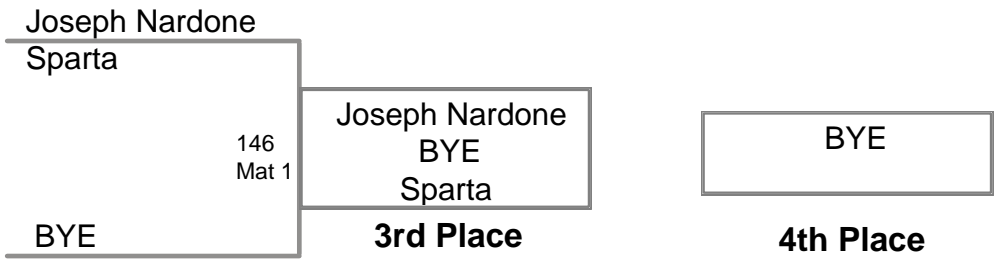 Joseph Nardone
Sparta
146
Mat 1
BYE
Joseph Nardone
BYE
Sparta
3rd Place
BYE
4th Place